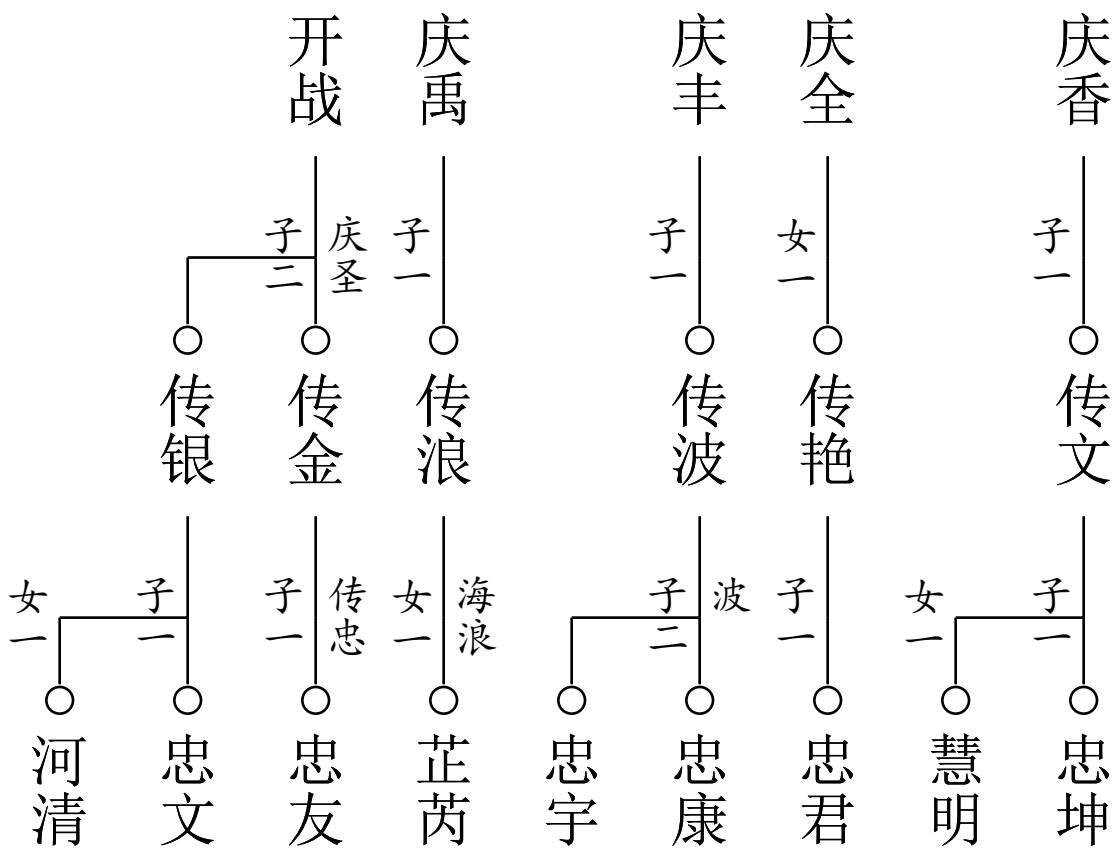 庆香
庆全
庆丰
庆禹
开战
子一
女一
子一
子一
庆圣
子二
传文
传艳
传波
传浪
传金
传银
子一
女一
子一
波
子二
海浪
女一
传忠
子一
子一
女一
忠坤
慧明
忠君
忠康
忠宇
芷芮
忠友
忠文
河清